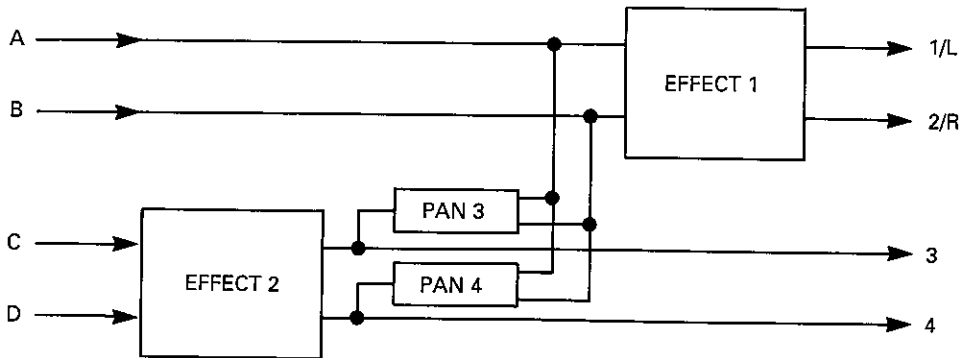 A
1/L
EFFECT 1
B
2/R
PAN 3
C
3
EFFECT 2
PAN 4
D
4